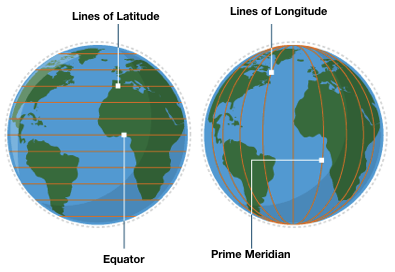 Lines of Latitude
Lines of Longitude
Equator
Prime Meridian